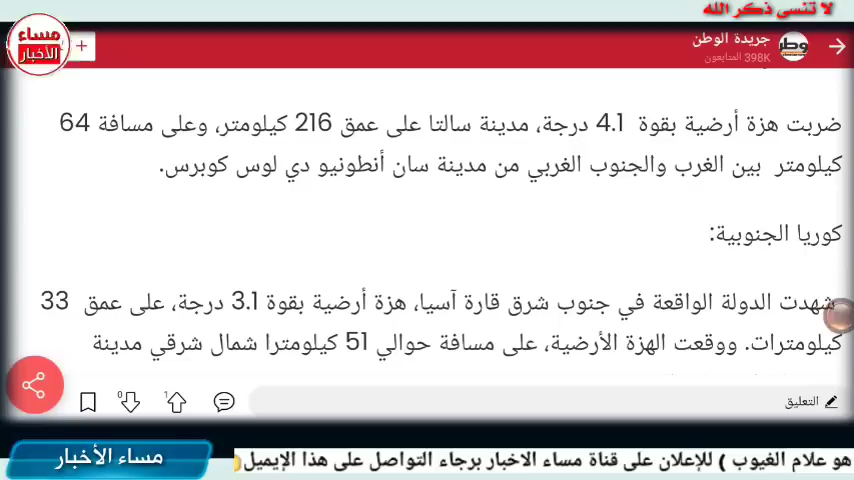 لا تنسى ذكر الله
مساء
الأخبار
+
جريدة الوطن
398K المتابعون
وطن
ضربت هزة أرضية بقوة 4.1 درجة، مدينة سالتا على عمق 216 كيلومتر، وعلى مسافة 64
كيلومتر بين الغرب والجنوب الغربي من مدينة سان أنطونيو دي لوس كوبرس.
كوريا الجنوبية:
شهدت الدولة الواقعة في جنوب شرق قارة آسيا، هزة أرضية بقوة 3.1 درجة، على عمق 33
كيلومترات. ووقعت الهزة الأرضية، على مسافة حوالي 51 كيلومترا شمال شرقي مدينة
التعليق
1
0
مساء الأخبار
هو علام الغيوب ) للإعلان على قناة مساء الاخبار برجاء التواصل على هذا الإيميل